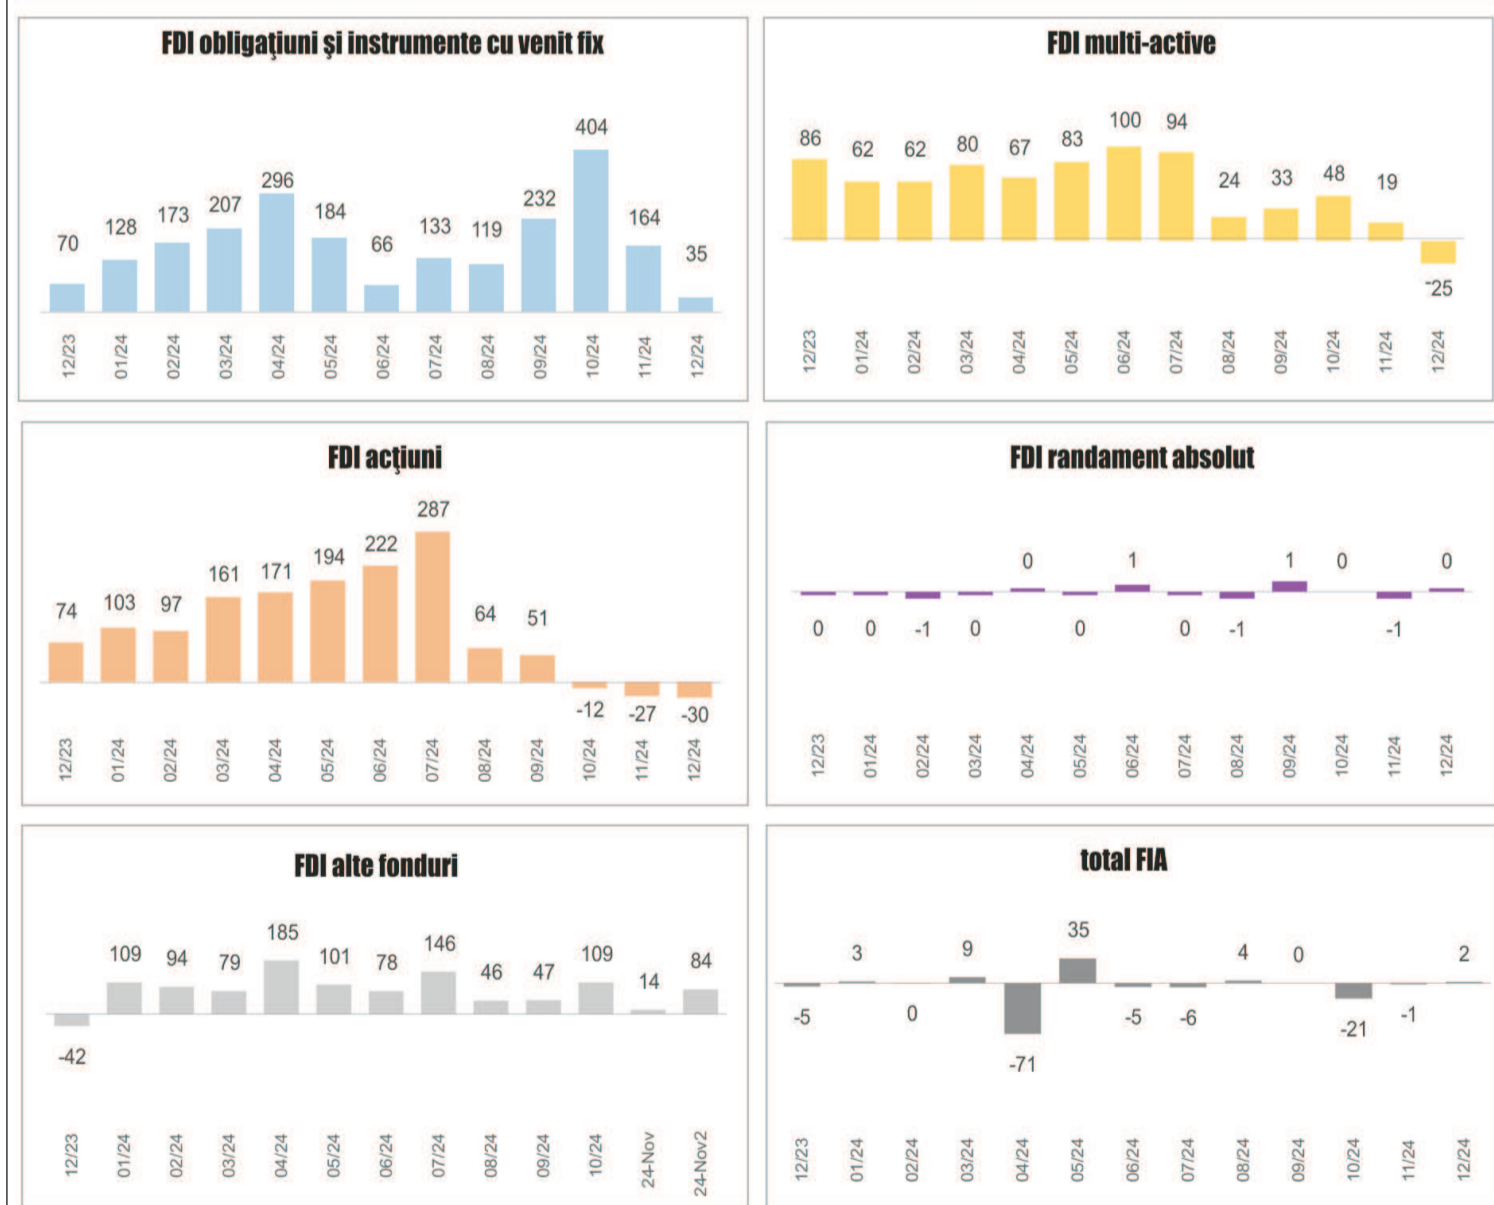 FDI obligaţiuni şi instrumente cu venit fix
70 128 173 207 296 184 66 133 119 232 404 164 35
12/23 01/24 02/24 03/24 04/24 05/24 06/24 07/24 08/24 09/24 10/24 11/24 12/24
FDI multi-active
86 62 62 80 67 83 100 94 24 33 48 19 -25
12/23 01/24 02/24 03/24 04/24 05/24 06/24 07/24 08/24 09/24 10/24 11/24 12/24
FDI acţiuni
74 103 97 161 171 194 222 287 64 51 -12 -27 -30
12/23 01/24 02/24 03/24 04/24 05/24 06/24 07/24 08/24 09/24 10/24 11/24 12/24
FDI randament absolut
0 0 -1 0 0 0 1 0 -1 1 0 -1 0
12/23 01/24 02/24 03/24 04/24 05/24 06/24 07/24 08/24 09/24 10/24 11/24 12/24
FDI alte fonduri
-42 109 94 79 185 101 78 146 46 47 109 14 84
12/23 01/24 02/24 03/24 04/24 05/24 06/24 07/24 08/24 09/24 10/24 24-Nov 24-Nov2
total FIA
-5 3 0 9 -71 35 -5 -6 4 0 -21 -1 2
12/23 01/24 02/24 03/24 04/24 05/24 06/24 07/24 08/24 09/24 10/24 11/24 12/24